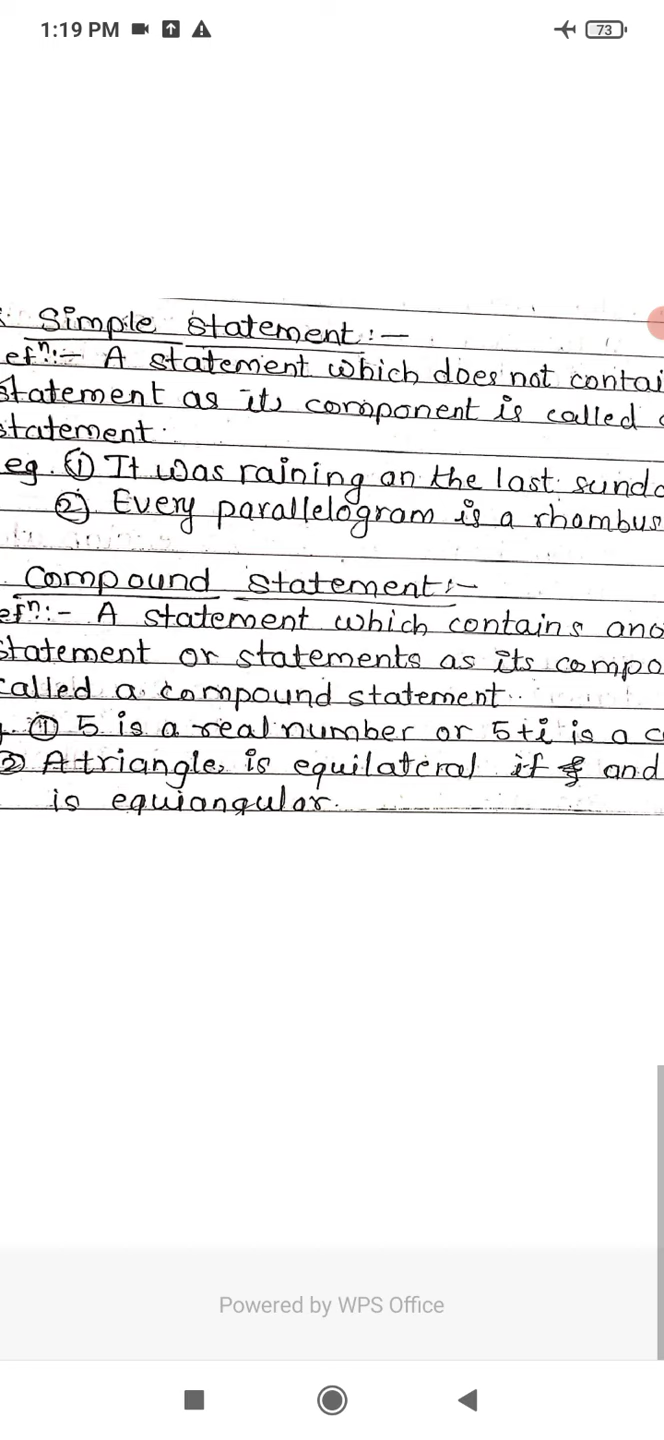 1:19 PM
73
Simple statement:-
efn:- A statement which does not contai
statement as its component is called
statement.
eg. ① It was raining on the last sunda
② Every parallelogram is a rhombus
Compound statement:-
efn:- A statement which contains ano
statement or statements as its compo
called a compound statement.
① 5 is a real number or 5+i is a c
② A triangle is equilateral if and
is equiangular.
Powered by WPS Office